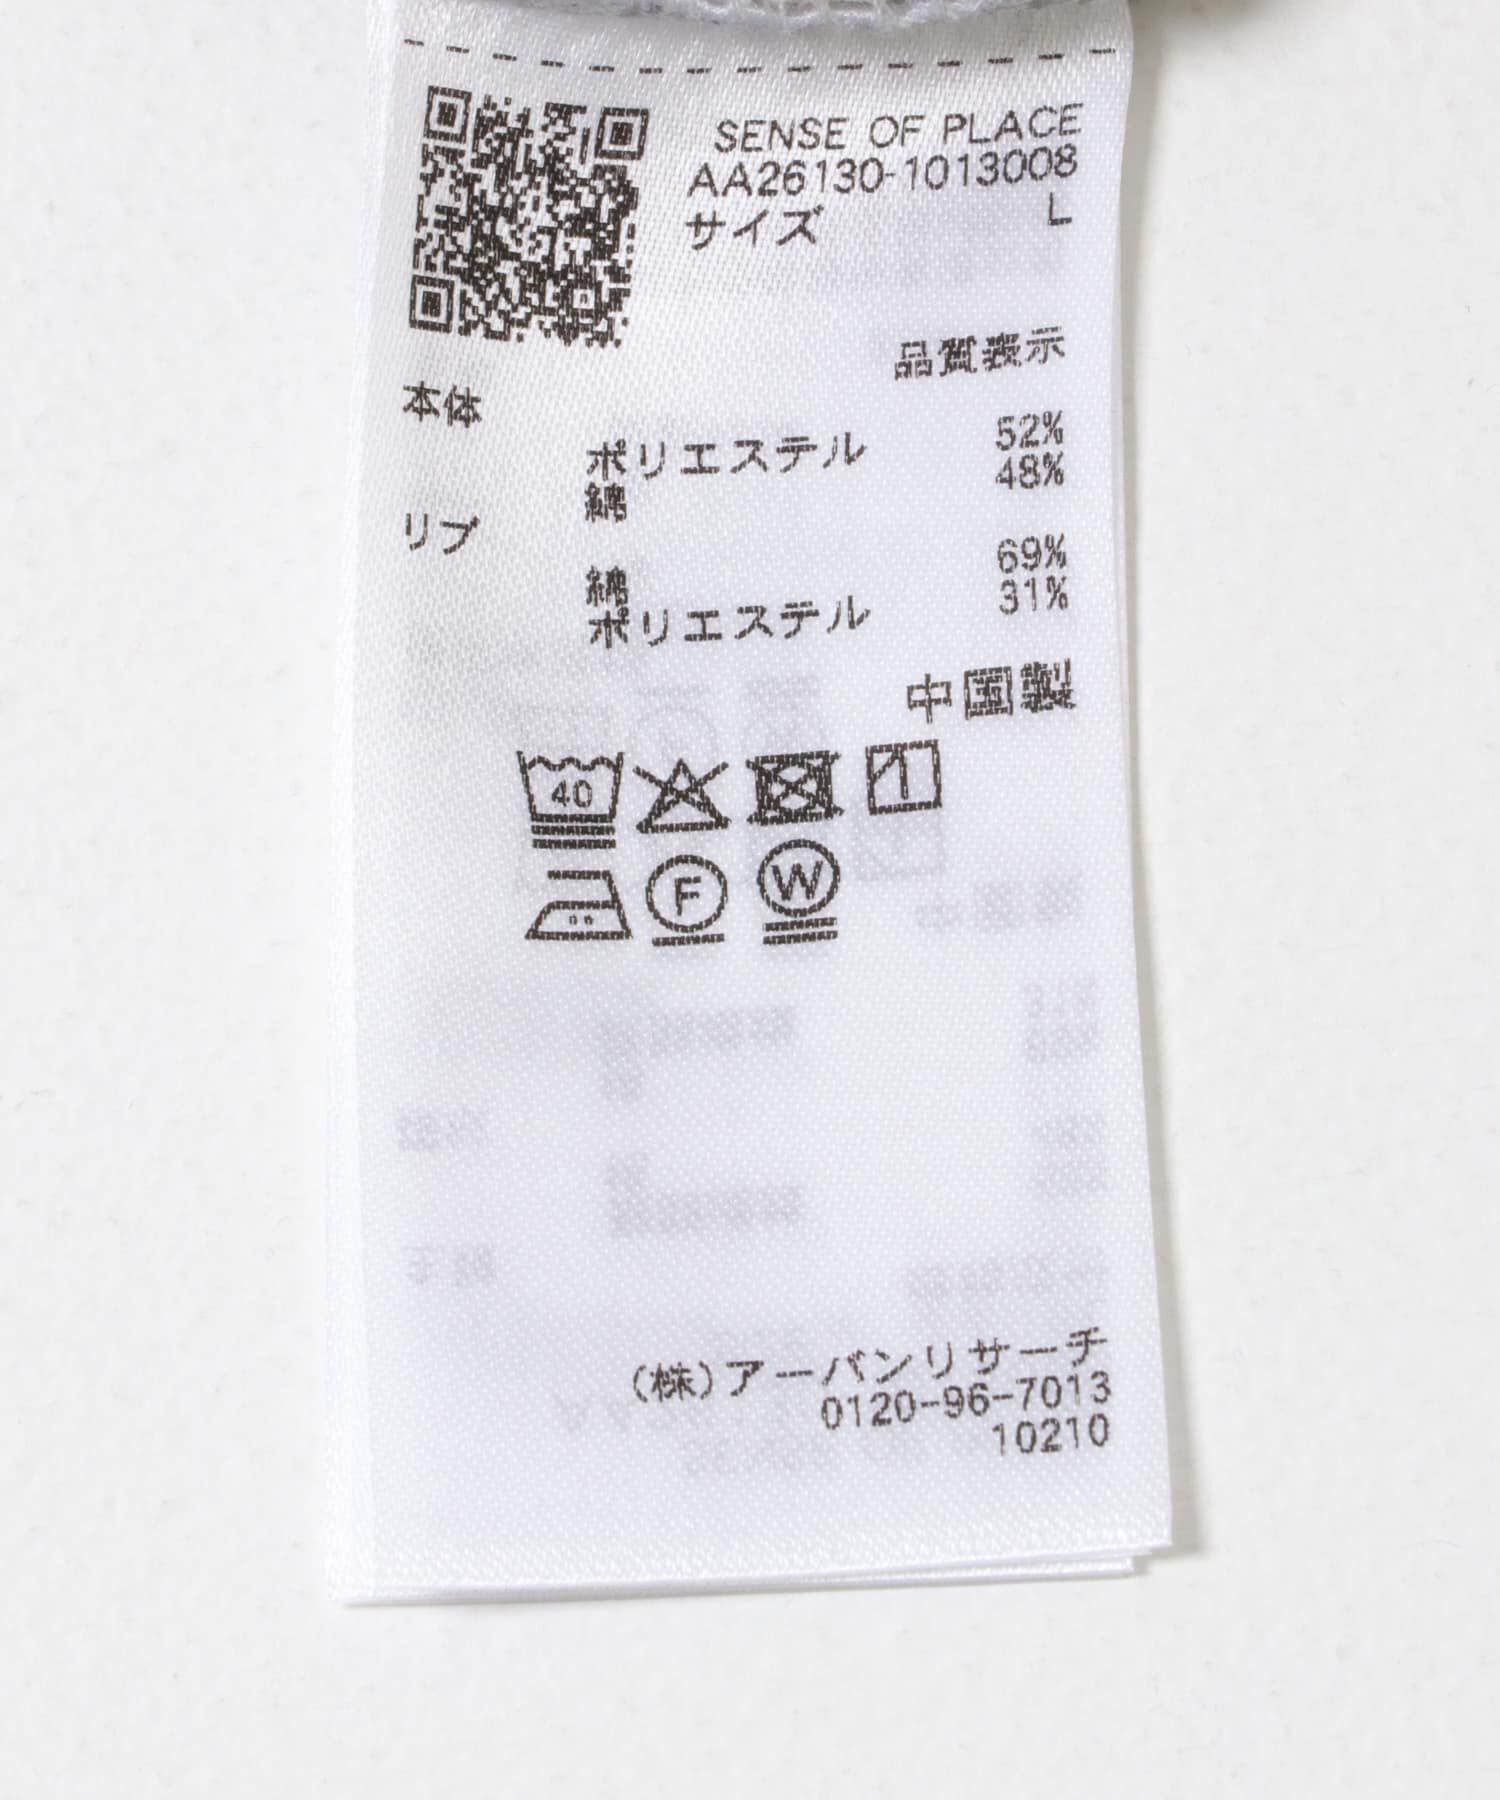 SENSE OF PLACE
AA26130-1013008
サイズ L
品質表示
本体
ポリエステル 52%
綿 48%
リブ
綿 69%
ポリエステル 31%
中国製
40
F W
(株)アーバンリサーチ
0120-96-7013
10210